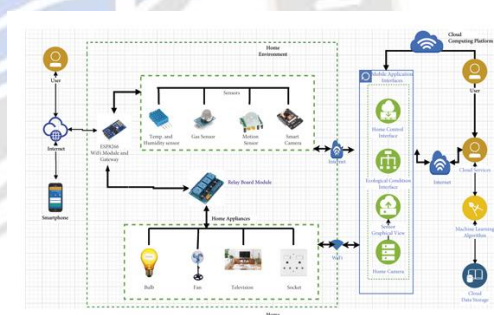 Home
Environment
Cloud
Computing Platform
User
Internet
Smartphone
ESP8266
WiFi Module and
Gateway
Sensors
Temp. and
Humidity sensor
Gas Sensor
Motion
Sensor
Smart
Camera
Relay Board Module
Home Appliances
Bulb
Fan
Television
Socket
Internet
WiFi
Mobile Application
Interfaces
Home Control
Interface
Ecological Condition
Interface
Sensor
Graphical View
Home Camera
Internet
User
Cloud Services
Machine Learning
Algorithm
Cloud
Data Storage
Home